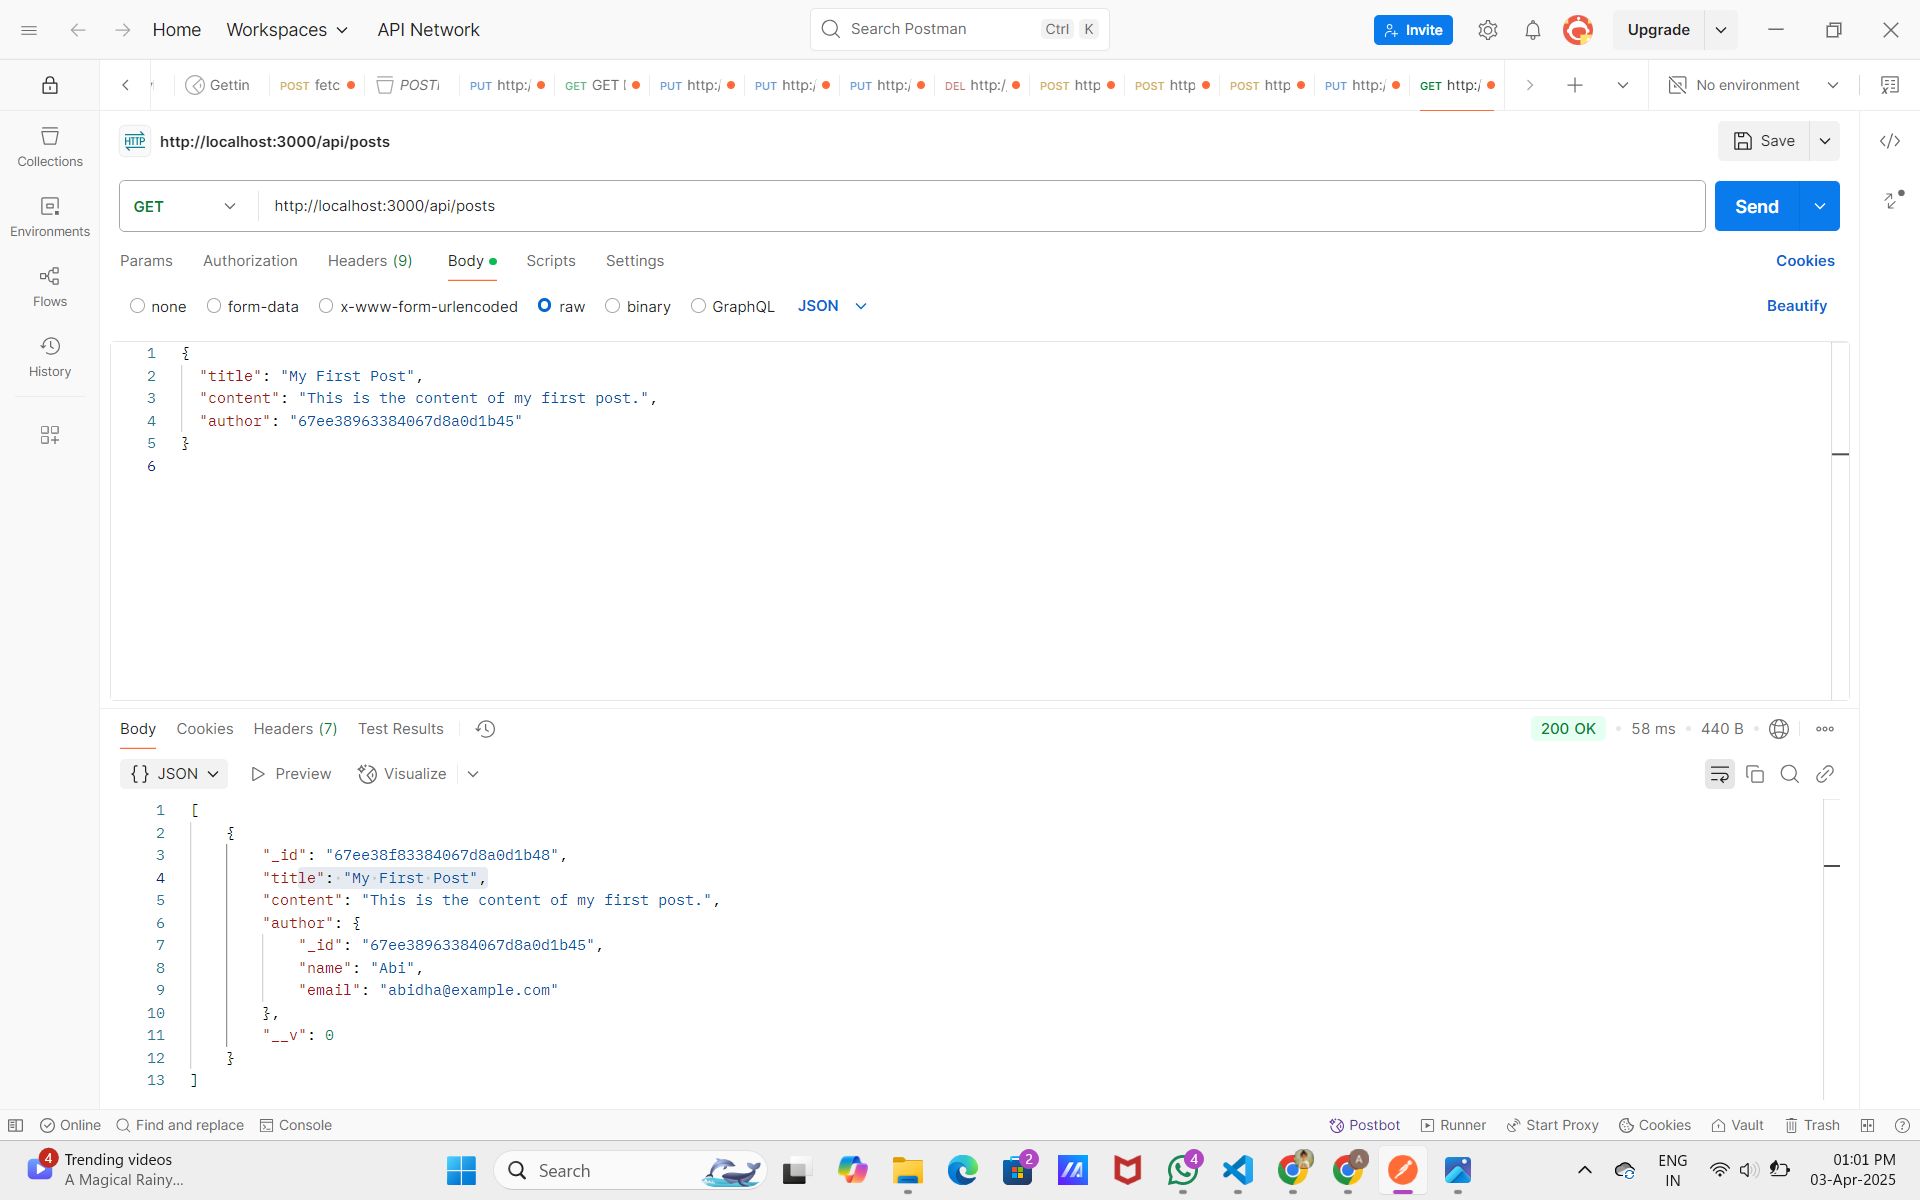 Home Workspaces API Network Search Postman Ctrl K Invite Upgrade
Gettin POST fetc POST PUT http:/ GET GET PUT http:/ PUT http:/ PUT http:/ DEL http:/ POST http POST http POST http PUT http:/ GET http:/ No environment
HTTP http://localhost:3000/api/posts Save
GET http://localhost:3000/api/posts Send
Params Authorization Headers (9) Body Scripts Settings Cookies
none form-data x-www-form-urlencoded raw binary GraphQL JSON Beautify
Collections
Environments
Flows
History
1 {
2 "title": "My First Post",
3 "content": "This is the content of my first post.",
4 "author": "67ee38963384067d8a0d1b45"
5 }
6
Body Cookies Headers (7) Test Results 200 OK • 58 ms • 440 B •
{} JSON Preview Visualize
1 [
2 {
3 "_id": "67ee38f83384067d8a0d1b48",
4 "title": "My First Post",
5 "content": "This is the content of my first post.",
6 "author": {
7 "_id": "67ee38963384067d8a0d1b45",
8 "name": "Abi",
9 "email": "abidha@example.com"
10 },
11 "__v": 0
12 }
13 ]
Online Find and replace Console Postbot Runner Start Proxy Cookies Vault Trash
4 Trending videos
A Magical Rainy...
Search 2 4 A
ENG
IN
01:01 PM
03-Apr-2025